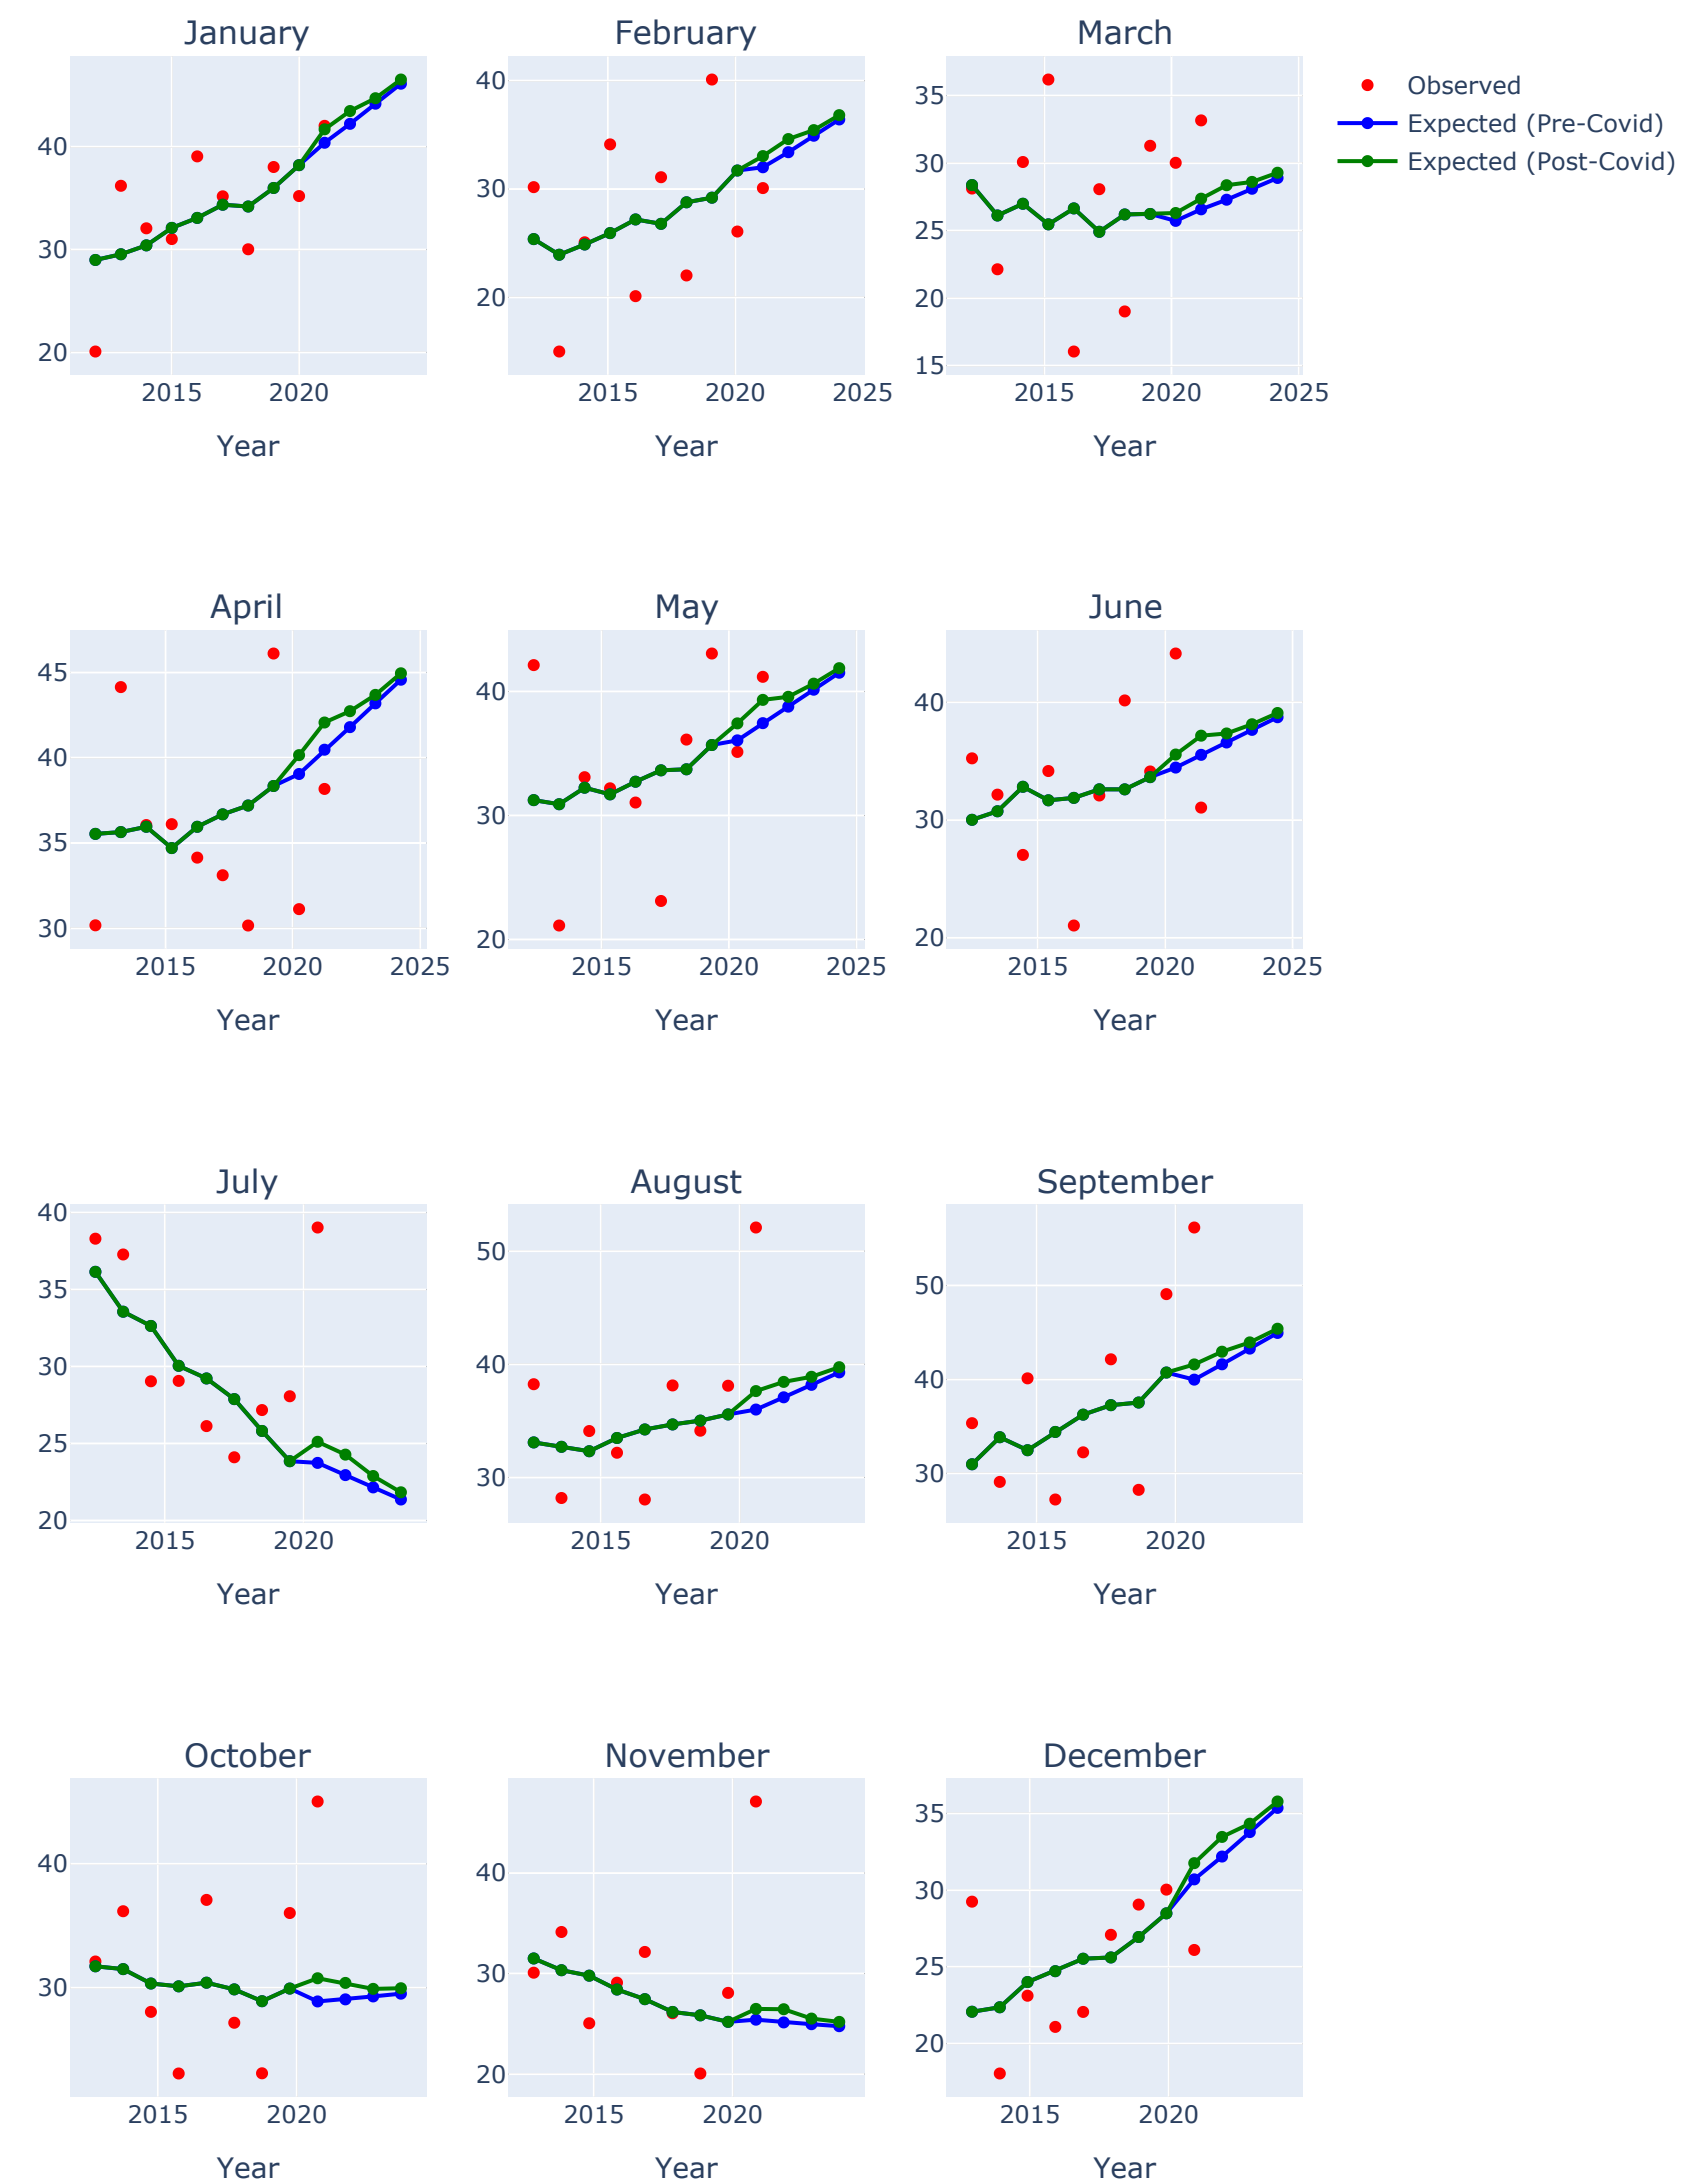 January
February
March
40
30
20
2015
2020
Year
40
30
20
2015
2020
2025
Year
35
30
25
20
15
2015
2020
2025
Year
Observed
Expected (Pre-Covid)
Expected (Post-Covid)
April
May
June
45
40
35
30
2015
2020
2025
Year
40
30
20
2015
2020
2025
Year
40
30
20
2015
2020
2025
Year
July
August
September
40
35
30
25
20
2015
2020
Year
50
40
30
2015
2020
Year
50
40
30
2015
2020
Year
October
November
December
40
30
2015
2020
Year
40
30
20
2015
2020
Year
35
30
25
20
2015
2020
Year